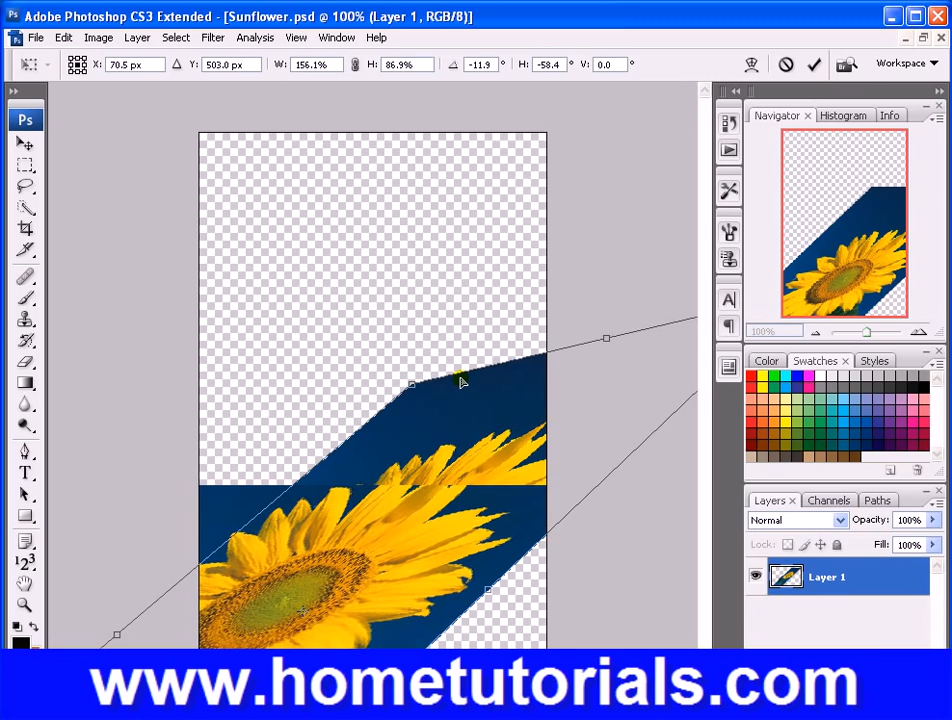 Adobe Photoshop CS3 Extended - [Sunflower.psd @ 100% (Layer 1, RGB/8)]
File Edit Image Layer Select Filter Analysis View Window Help
X: 70.5 px Y: 503.0 px W: 156.1% H: 86.9% -11.9 ° H: -58.4 ° V: 0.0 ° Workspace
Ps
Navigator × Histogram Info
100%
Color Swatches × Styles
Layers × Channels Paths
Normal Opacity: 100%
Lock: Fill: 100%
Layer 1
www.hometutorials.com